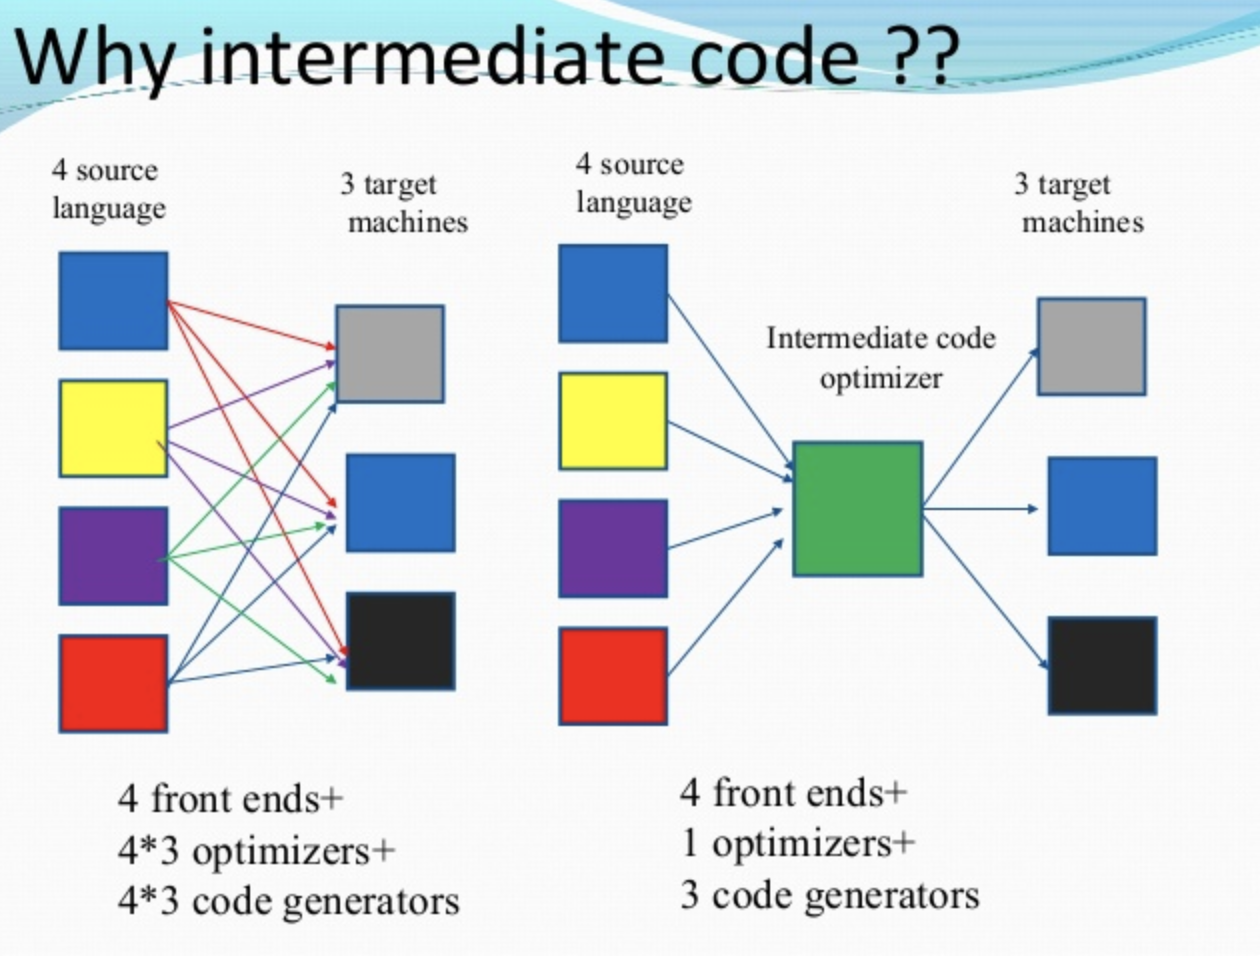 Why intermediate code ??
4 source
language
3 target
machines
4 source
language
3 target
machines
Intermediate code
optimizer
4 front ends+
4*3 optimizers+
4*3 code generators
4 front ends+
1 optimizers+
3 code generators